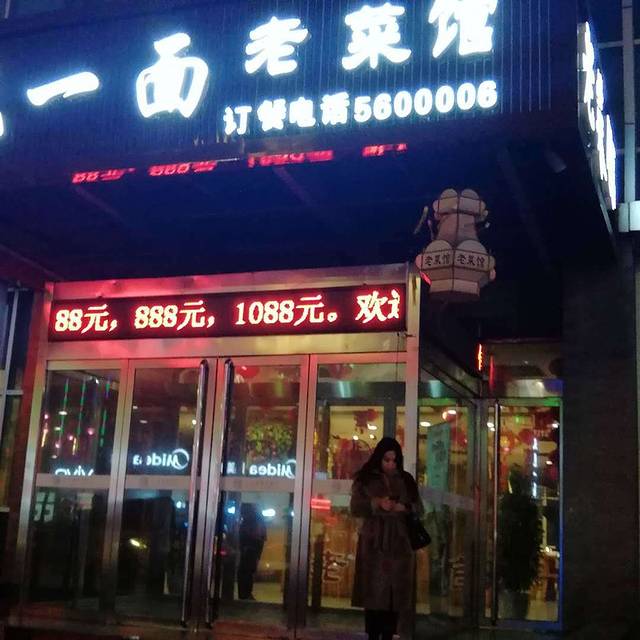 一面老菜馆
订餐电话5600006
老菜馆 老菜馆
88元，888元，1088元。欢
Midea
Midea
vivo